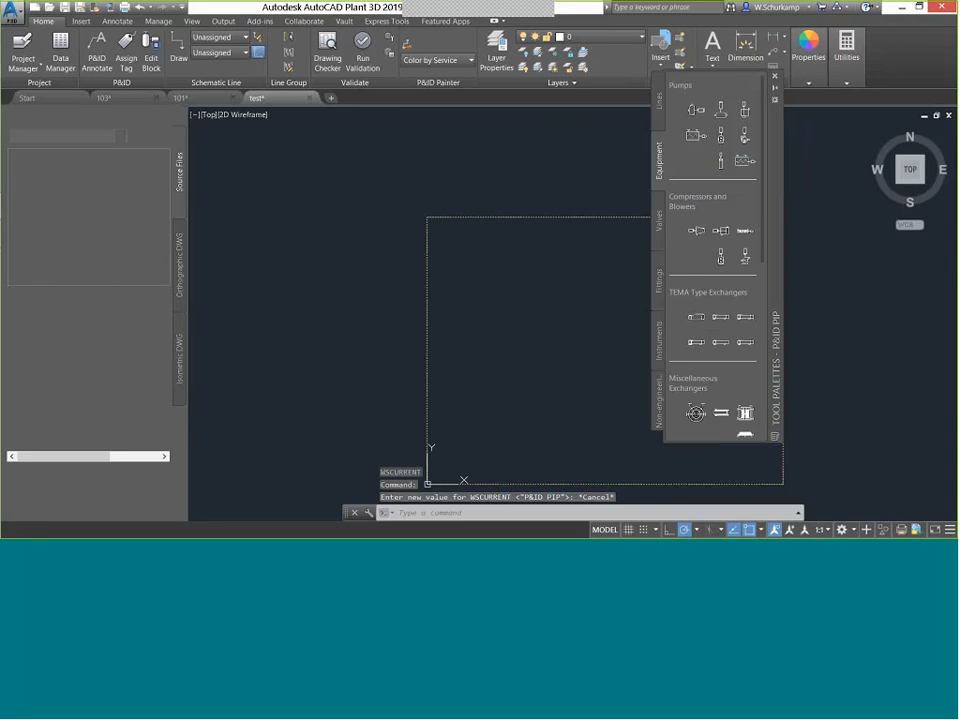 Autodesk AutoCAD Plant 3D 2019
Type a keyword or phrase
W.Schurkamp
P3D
Home Insert Annotate Manage View Output Add-ins Collaborate Vault Express Tools Featured Apps
Project
Manager
Data
Manager
Project
P&ID
Annotate
Assign
Tag
Edit
Block
P&ID
Draw
Unassigned
Unassigned
Schematic Line
Line Group
Drawing
Checker
Run
Validation
Validate
Color by Service
P&ID Painter
Layer
Properties
0
Layers
Insert
Text
Dimension
Properties
Utilities
Start
103*
101*
test*
[−][Top][2D Wireframe]
Source Files
Orthographic DWG
Isometric DWG
Lines
Equipment
Valves
Fittings
Instruments
Non-engineeri...
Pumps
Compressors and
Blowers
TEMA Type Exchangers
Miscellaneous
Exchangers
TOOL PALETTES - P&ID PIP
N
W
TOP
E
S
Y
X
WSCURRENT
Command:
Enter new value for WSCURRENT <"P&ID PIP">: *Cancel*
Type a command
MODEL
1:1